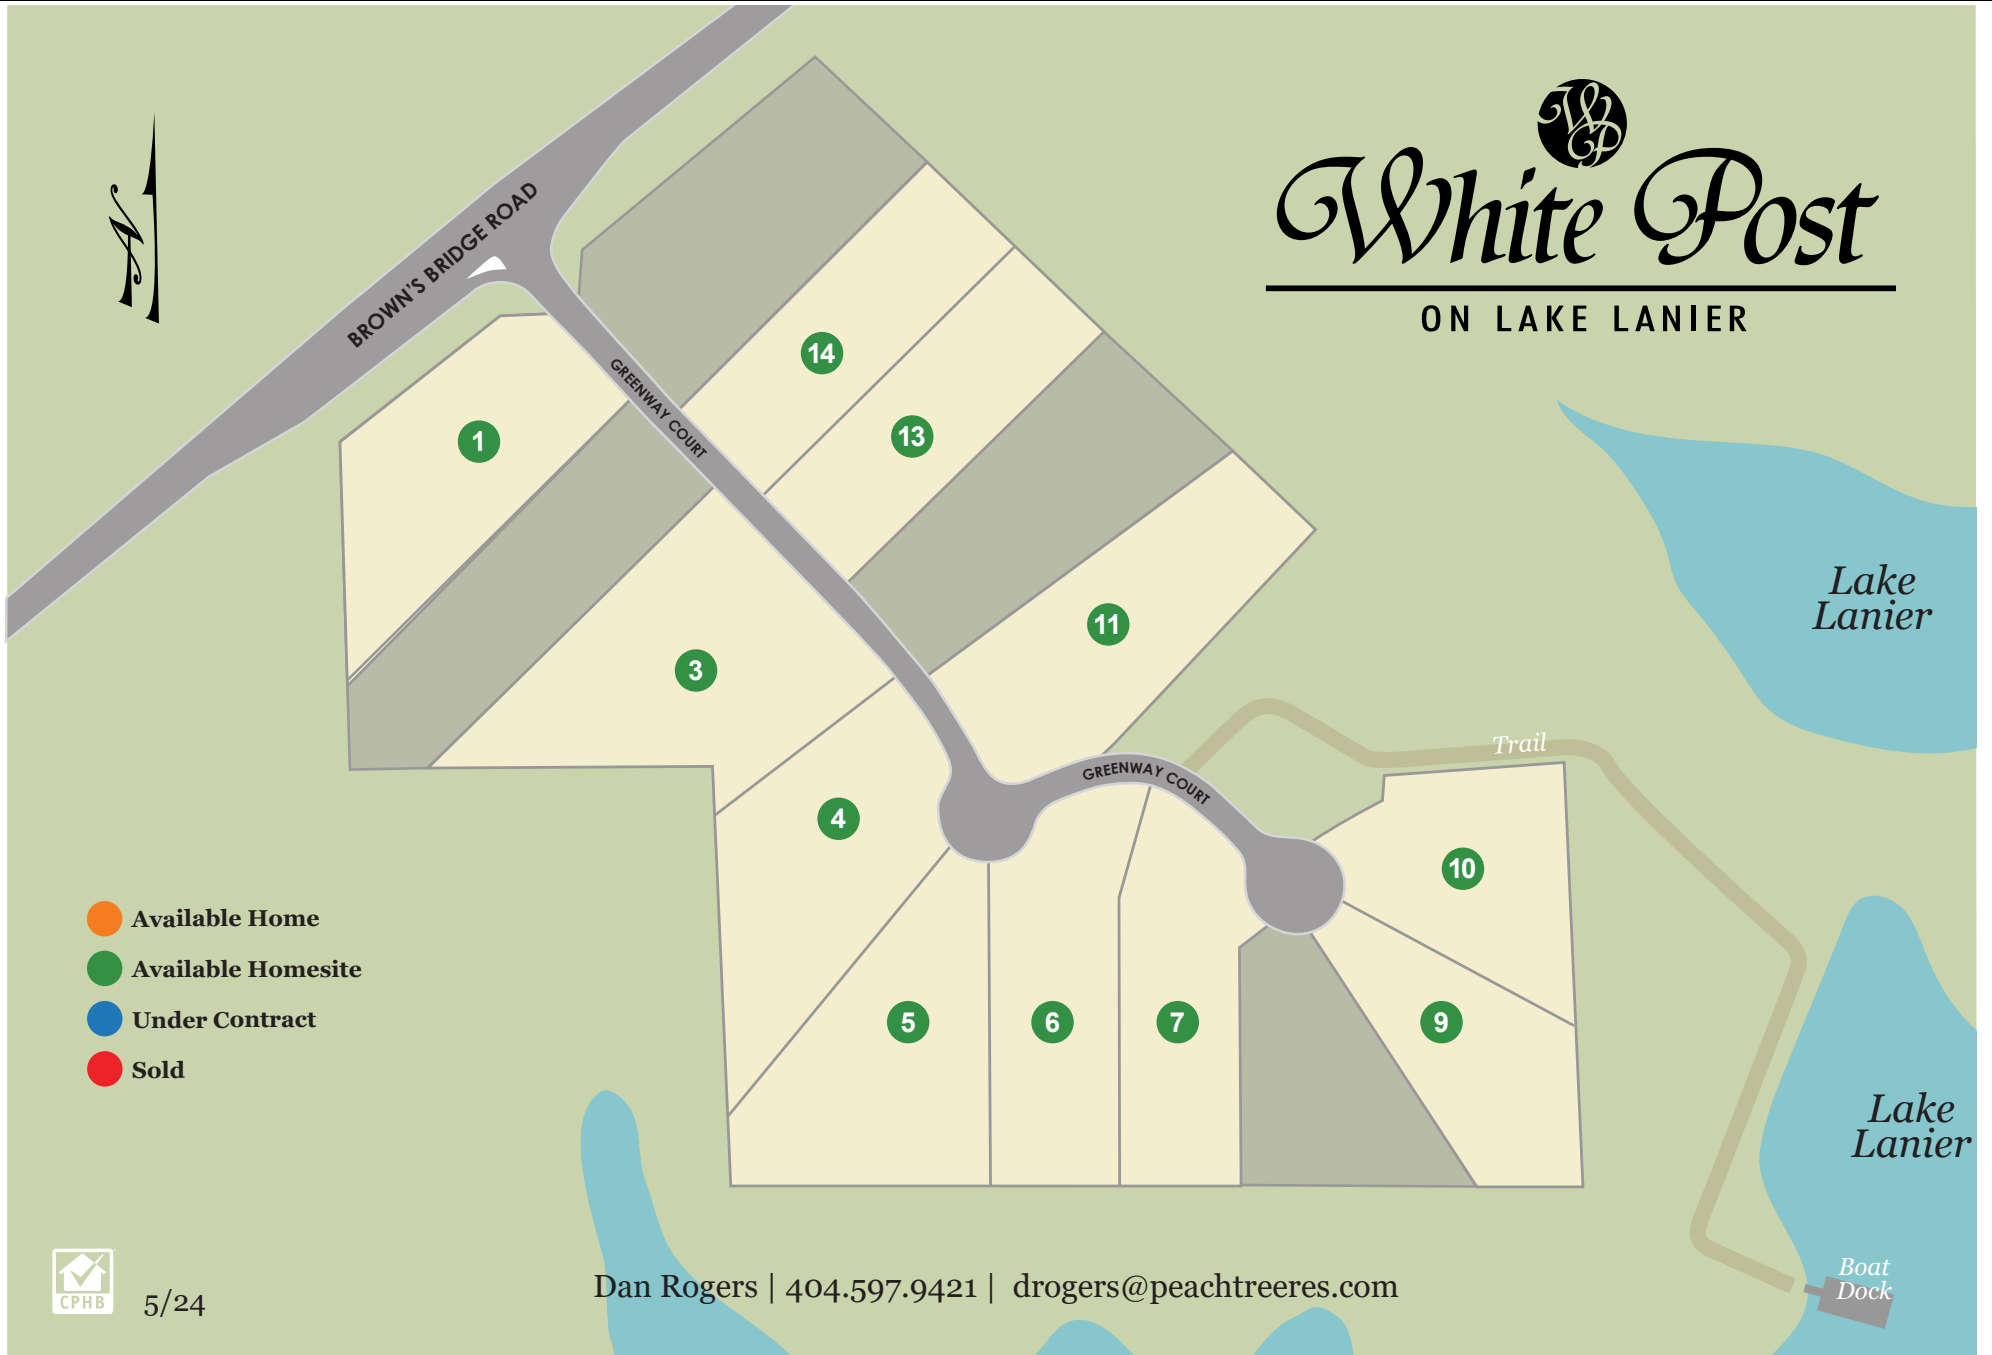 WP
White Post
ON LAKE LANIER
BROWN'S BRIDGE ROAD
GREENWAY COURT
14
13
1
11
3
Lake
Lanier
Trail
GREENWAY COURT
4
10
5
6
7
9
Available Home
Available Homesite
Under Contract
Sold
Lake
Lanier
Boat
Dock
CPHB
5/24
Dan Rogers | 404.597.9421 | drogers@peachtreeres.com
N